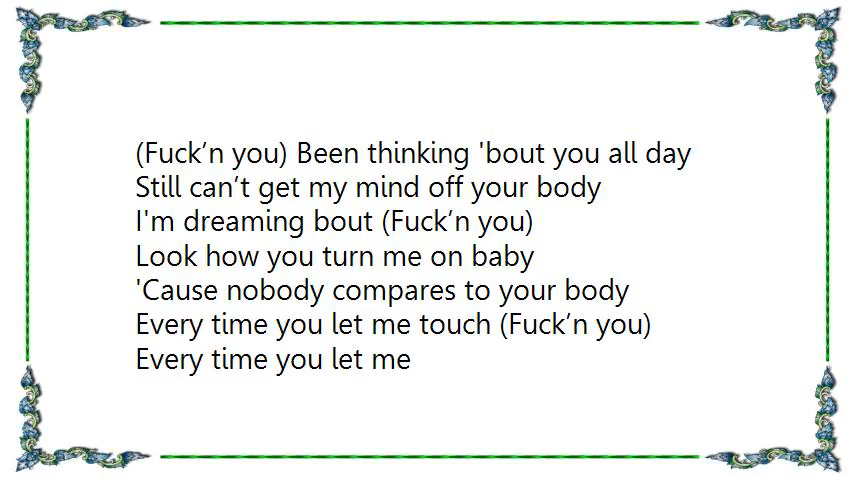 (Fuck’n you) Been thinking 'bout you all day
Still can’t get my mind off your body
I'm dreaming bout (Fuck’n you)
Look how you turn me on baby
'Cause nobody compares to your body
Every time you let me touch (Fuck’n you)
Every time you let me